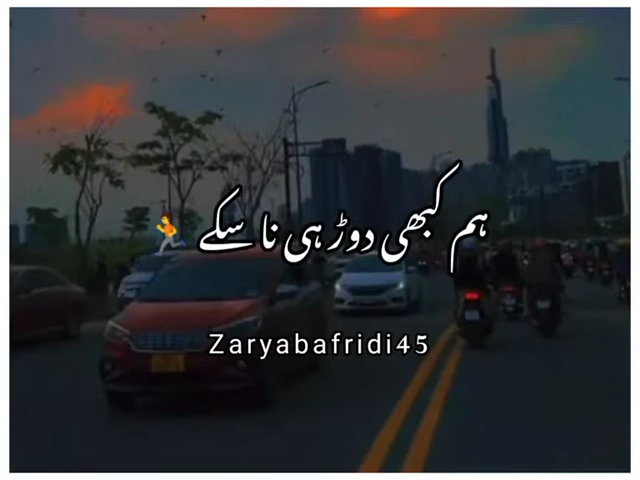 ہم کبھی دوڑ ہی نا سکے 🏃
Zaryabafridi45